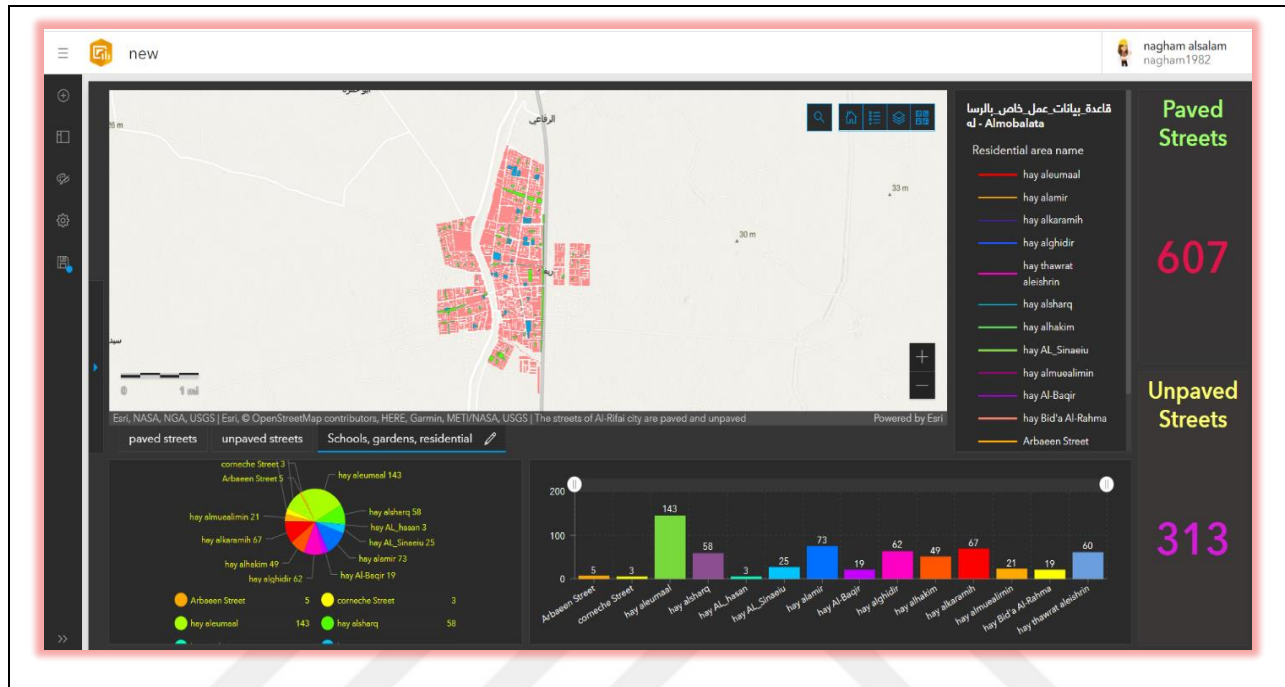 new
nagham alsalam
nagham1982
الرفاعي
33 m
30 m
0 1 mi
Esri, NASA, NGA, USGS | Esri, © OpenStreetMap contributors, HERE, Garmin, METI/NASA, USGS | The streets of Al-Rifai city are paved and unpaved
Powered by Esri
قاعدة_بيانات_عمل_خاص_بالرسا
له - Almobalata
Residential area name
hay aleumaal
hay alamir
hay alkaramih
hay alghidir
hay thawrat
aleishrin
hay alsharq
hay alhakim
hay AL_Sinaeiu
hay almuealimin
hay Al-Baqir
hay Bid'a Al-Rahma
Arbaeen Street
Paved
Streets
607
Unpaved
Streets
313
paved streets
unpaved streets
Schools, gardens, residential
corneche Street 3
Arbaeen Street 5
hay aleumaal 143
hay almuealimin 21
hay alsharq 58
hay AL_hasan 3
hay alkaramih 67
hay AL_Sinaeiu 25
hay alamir 73
hay alhakim 49
hay Al-Baqir 19
hay alghidir 62
Arbaeen Street 5
corneche Street 3
hay aleumaal 143
hay alsharq 58
200
100
0
5
3
143
58
3
25
73
19
62
49
67
21
19
60
Arbaeen Street
corneche Street
hay aleumaal
hay alsharq
hay AL_hasan
hay AL_Sinaeiu
hay alamir
hay Al-Baqir
hay alghidir
hay alhakim
hay alkaramih
hay almuealimin
hay Bid'a Al-Rahma
hay thawrat aleishrin